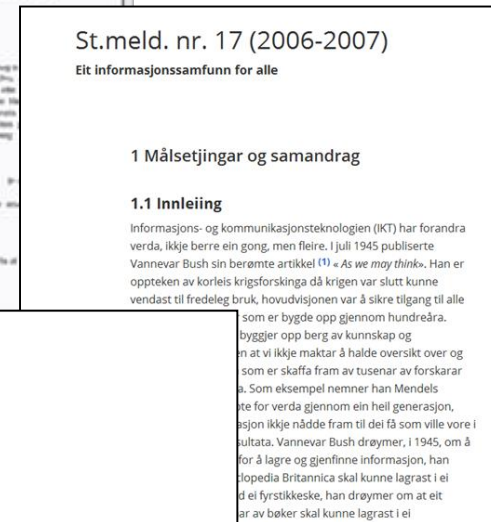 St.meld. nr. 17 (2006-2007)
Eit informasjonssamfunn for alle
1 Målsetjingar og samandrag
1.1 Innleiing
Informasjons- og kommunikasjonsteknologien (IKT) har forandra
verda, ikkje berre ein gong, men fleire. I juli 1945 publiserte
Vannevar Bush sin berømte artikkel (1) « As we may think». Han er
oppteken av korleis krigsforskinga då krigen var slutt kunne
vendast til fredeleg bruk, hovudvisjonen var å sikre tilgang til alle
som er bygde opp gjennom hundreåra.
byggjer opp berg av kunnskap og
at vi ikkje maktar å halde oversikt over og
som er skaffa fram av tusenar av forskarar
Som eksempel nemner han Mendels
for verda gjennom ein heil generasjon,
ikkje nådde fram til dei få som ville vore i
Vannevar Bush drøymer, i 1945, om å
for å lagre og gjenfinne informasjon, han
Britannica skal kunne lagrast i ei
ei fyrstikkeske, han drøymer om at eit
av bøker skal kunne lagrast i ei